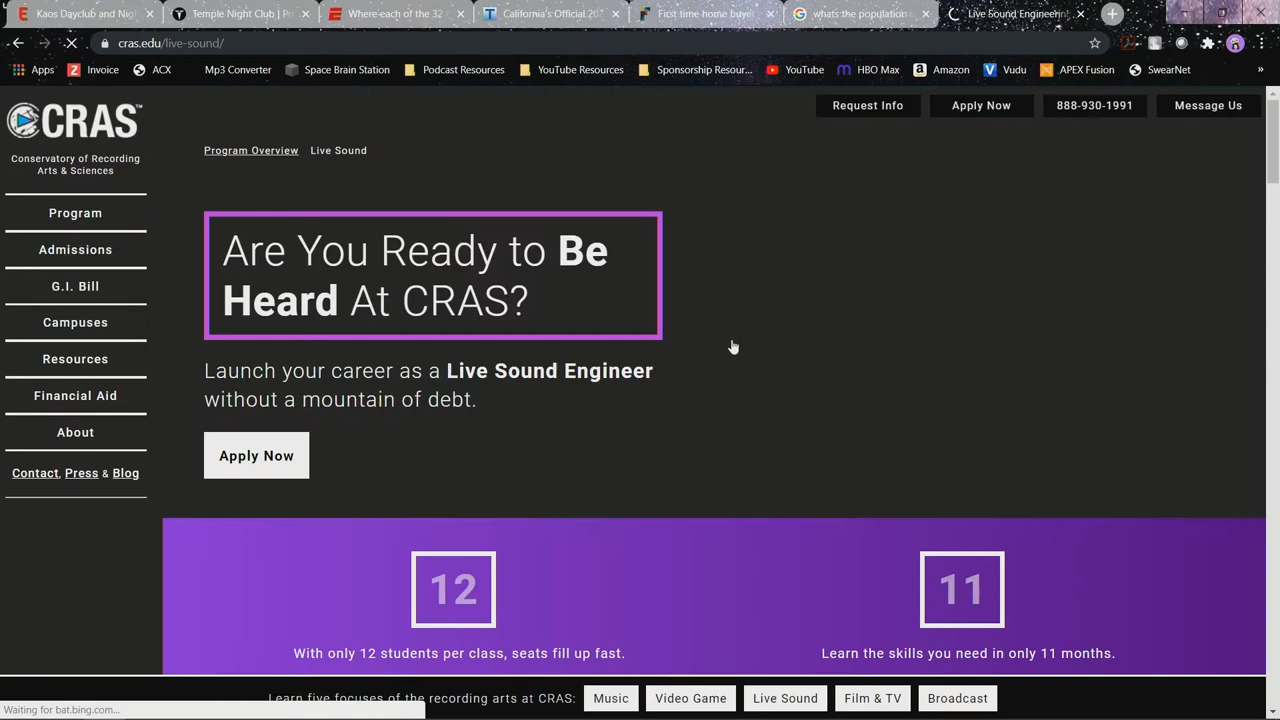 Kaos Dayclub and Nig
Temple Night Club | P
Where each of the 32
California's Official 20
First time home buye
whats the population
Live Sound Engineerin
cras.edu/live-sound/
Apps
Invoice
ACX
Mp3 Converter
Space Brain Station
Podcast Resources
YouTube Resources
Sponsorship Resour...
YouTube
HBO Max
Amazon
Vudu
APEX Fusion
SwearNet
»
CRAS™
Conservatory of Recording
Arts & Sciences
Program
Admissions
G.I. Bill
Campuses
Resources
Financial Aid
About
Contact, Press & Blog
Request Info
Apply Now
888-930-1991
Message Us
Program Overview Live Sound
Are You Ready to Be
Heard At CRAS?
Launch your career as a Live Sound Engineer
without a mountain of debt.
Apply Now
12
With only 12 students per class, seats fill up fast.
11
Learn the skills you need in only 11 months.
Learn five focuses of the recording arts at CRAS:
Music
Video Game
Live Sound
Film & TV
Broadcast
Waiting for bat.bing.com...